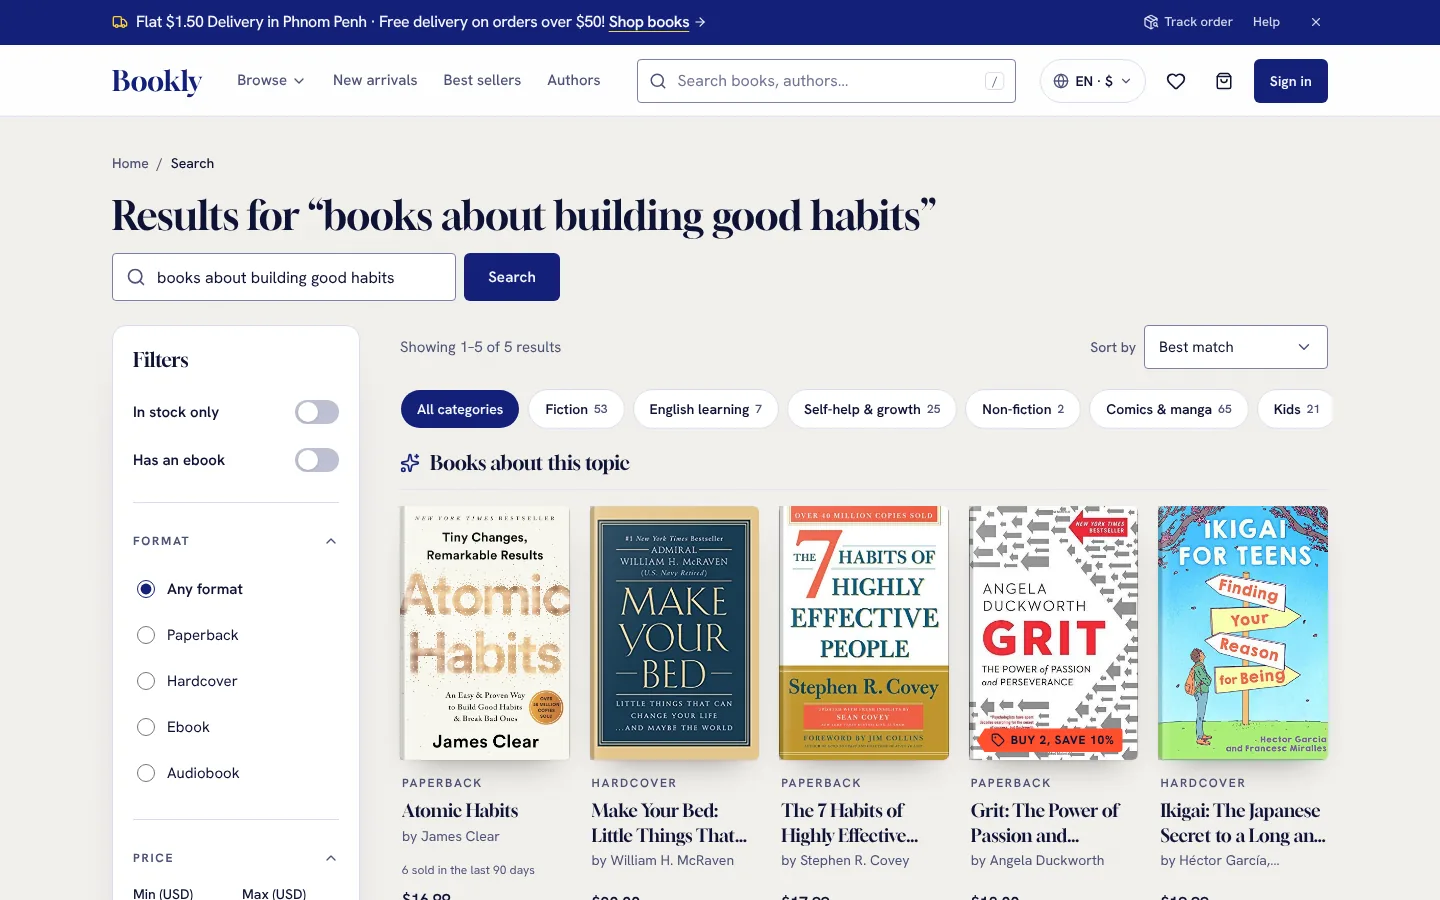 Flat $1.50 Delivery in Phnom Penh · Free delivery on orders over $50! Shop books →
Track order
Help
Bookly
Browse
New arrivals
Best sellers
Authors
Search books, authors...
/
EN · $
Sign in
Home / Search
Results for “books about building good habits”
books about building good habits
Search
Filters
In stock only
Has an ebook
FORMAT
Any format
Paperback
Hardcover
Ebook
Audiobook
PRICE
Min (USD)
Max (USD)
Showing 1–5 of 5 results
Sort by
Best match
All categories
Fiction 53
English learning 7
Self-help & growth 25
Non-fiction 2
Comics & manga 65
Kids 21
Books about this topic
NEW YORK TIMES BESTSELLER
Tiny Changes,
Remarkable Results
Atomic
Habits
An Easy & Proven Way
to Build Good Habits
& Break Bad Ones
OVER
COPIES
SOLD
James Clear
PAPERBACK
Atomic Habits
by James Clear
6 sold in the last 90 days
$16.99
#1 New York Times Bestseller
ADMIRAL
WILLIAM H. McRAVEN
(U.S. Navy Retired)
MAKE
YOUR
BED
LITTLE THINGS THAT CAN
CHANGE YOUR LIFE
...AND MAYBE THE WORLD
HARDCOVER
Make Your Bed:
Little Things That...
by William H. McRaven
OVER 40 MILLION COPIES SOLD
THE 7 HABITS OF
HIGHLY
EFFECTIVE
PEOPLE
Stephen R. Covey
SEAN COVEY
FOREWORD BY JIM COLLINS
PAPERBACK
The 7 Habits of
Highly Effective...
by Stephen R. Covey
NEW YORK TIMES
BESTSELLER
ANGELA
DUCKWORTH
GRIT
THE POWER of PASSION
and PERSEVERANCE
BUY 2, SAVE 10%
PAPERBACK
Grit: The Power of
Passion and...
by Angela Duckworth
IKIGAI
FOR TEENS
Finding
Your
Reason
for Being
Hector Garcia
and Francesc Miralles
HARDCOVER
Ikigai: The Japanese
Secret to a Long an...
by Héctor García,...